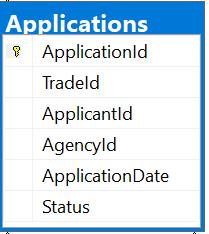 Applications
ApplicationId
TradeId
ApplicantId
AgencyId
ApplicationDate
Status